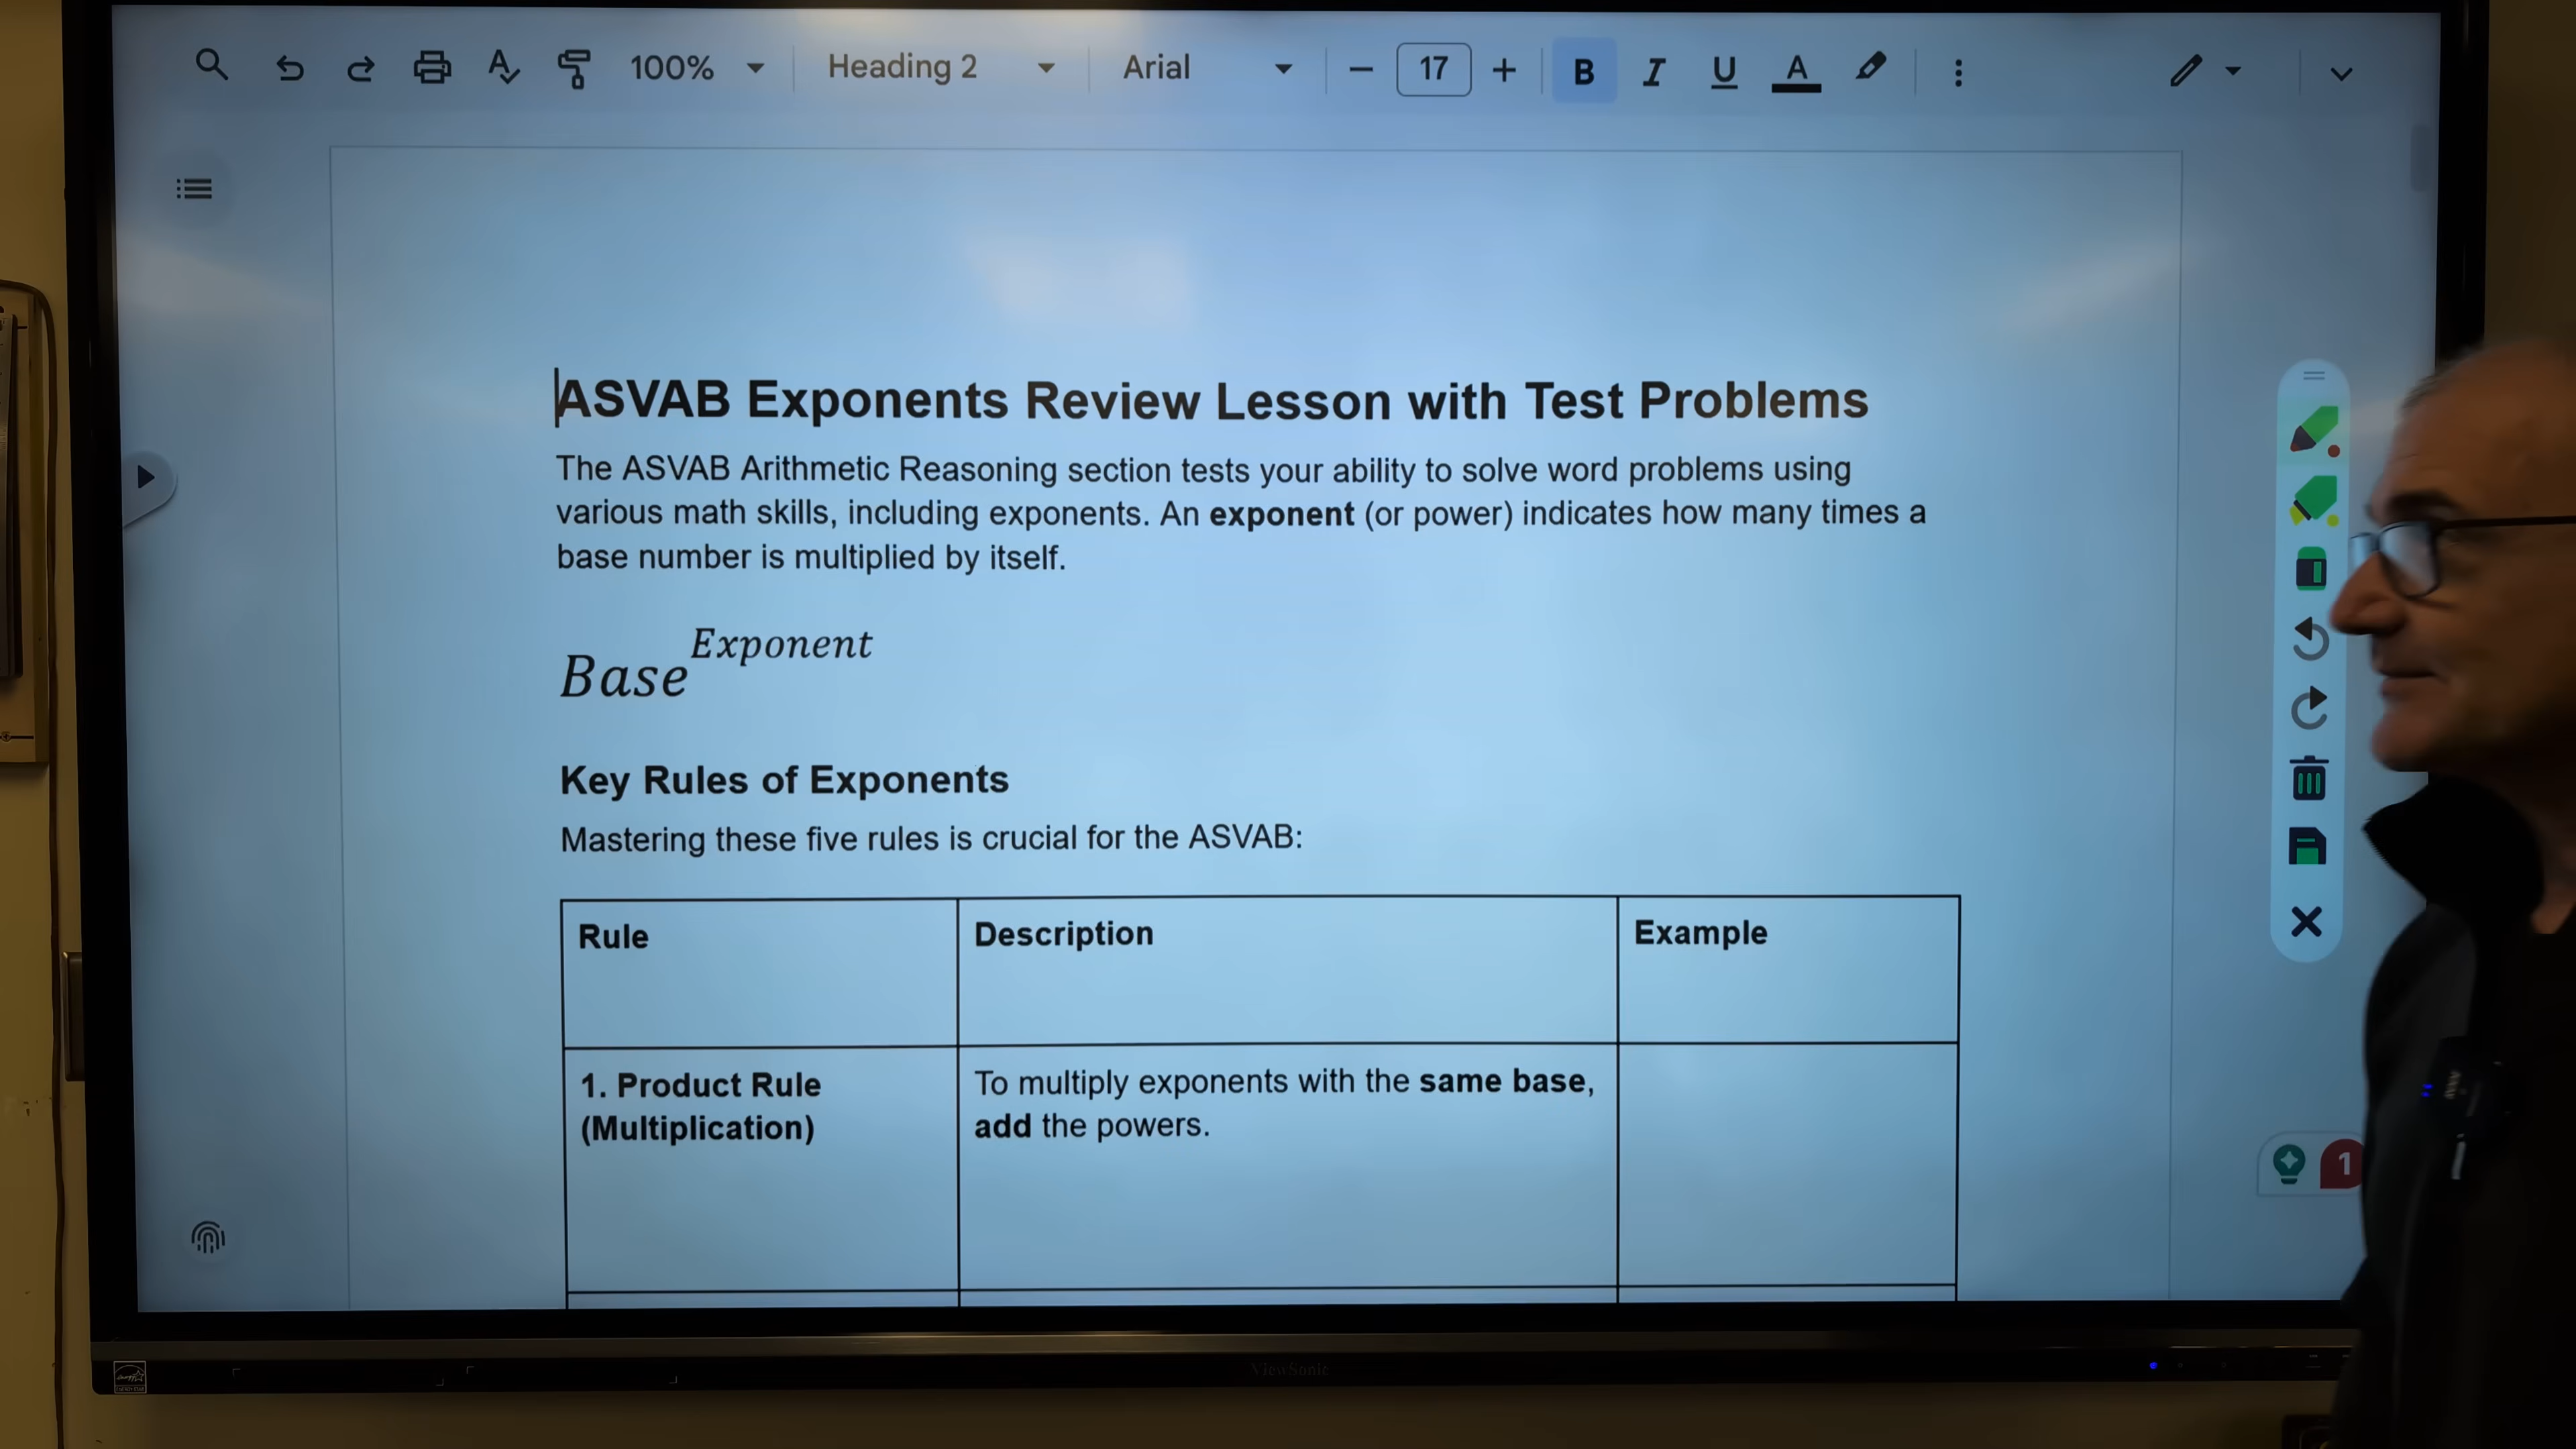 100%
Heading 2
Arial
17
B I U A
ASVAB Exponents Review Lesson with Test Problems
The ASVAB Arithmetic Reasoning section tests your ability to solve word problems using
various math skills, including exponents. An exponent (or power) indicates how many times a
base number is multiplied by itself.
Base^Exponent
Key Rules of Exponents
Mastering these five rules is crucial for the ASVAB:
Rule
Description
Example
1. Product Rule
(Multiplication)
To multiply exponents with the same base,
add the powers.
1
ViewSonic